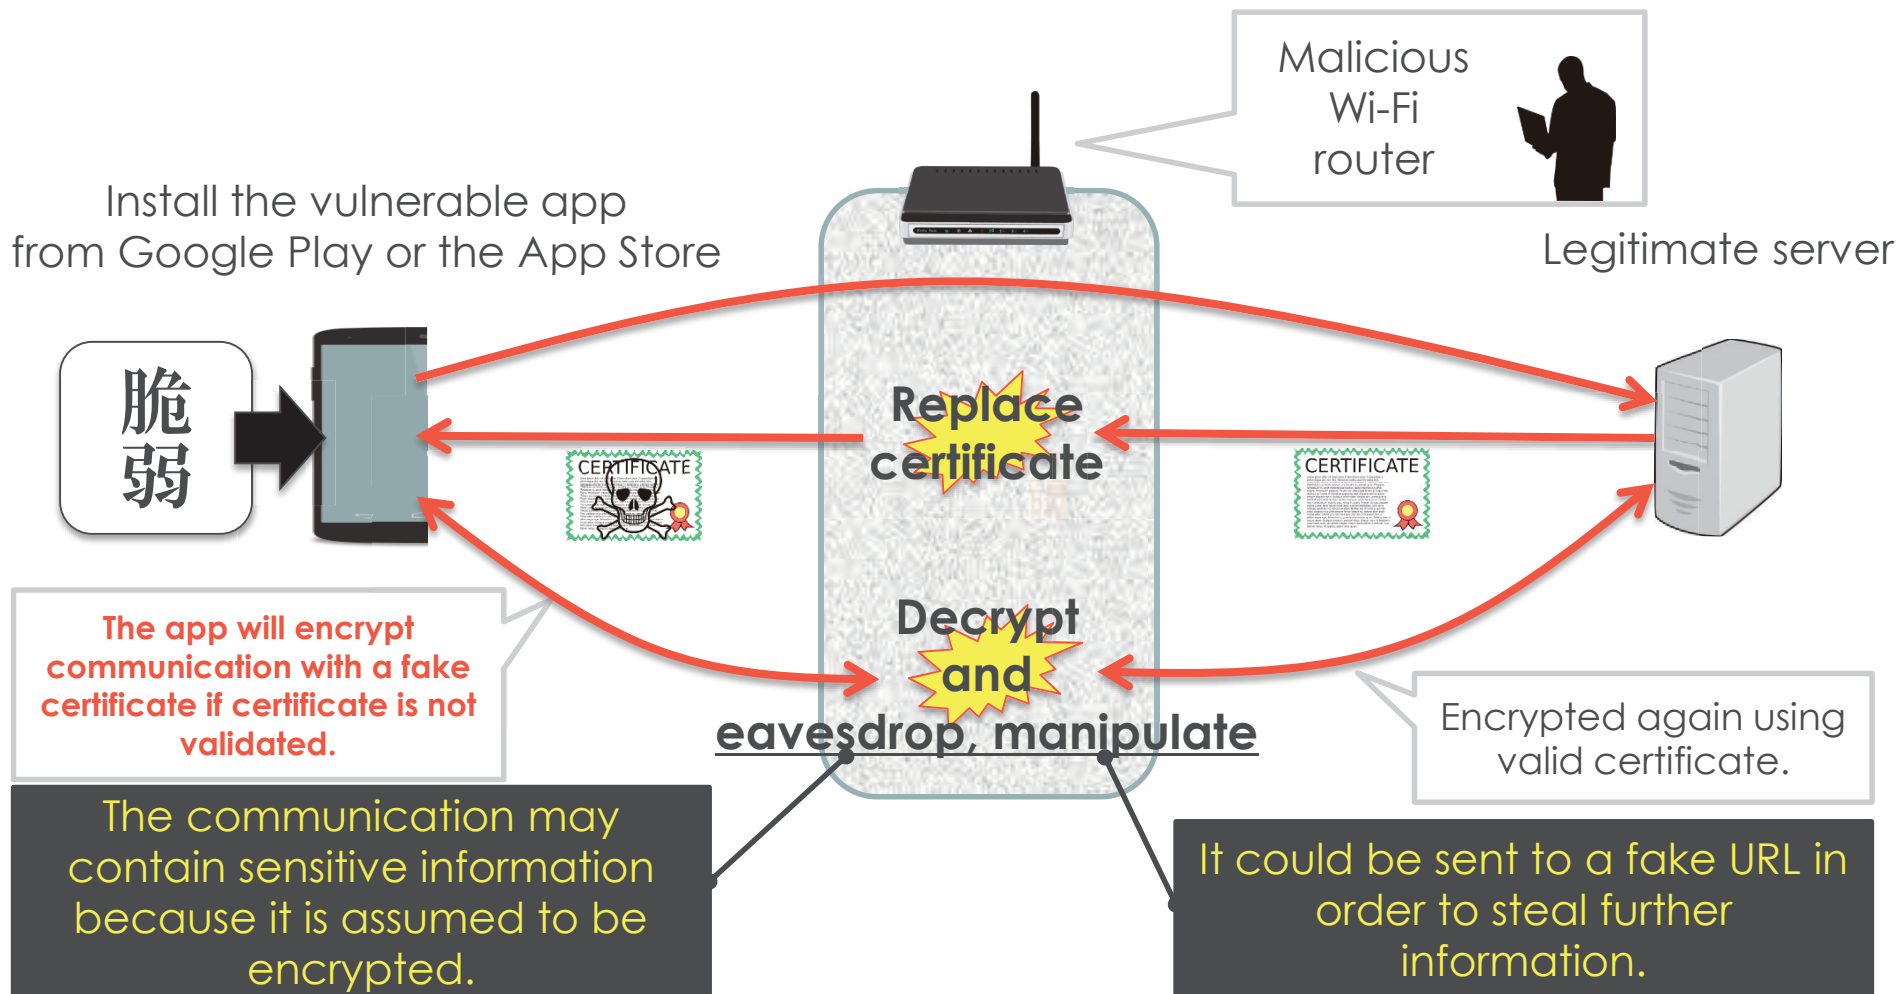 Malicious
Wi-Fi
router
Install the vulnerable app
from Google Play or the App Store
Legitimate server
脆
弱
Replace
certificate
CERTIFICATE
CERTIFICATE
Decrypt
and
eavesdrop, manipulate
The app will encrypt
communication with a fake
certificate if certificate is not
validated.
Encrypted again using
valid certificate.
The communication may
contain sensitive information
because it is assumed to be
encrypted.
It could be sent to a fake URL in
order to steal further
information.